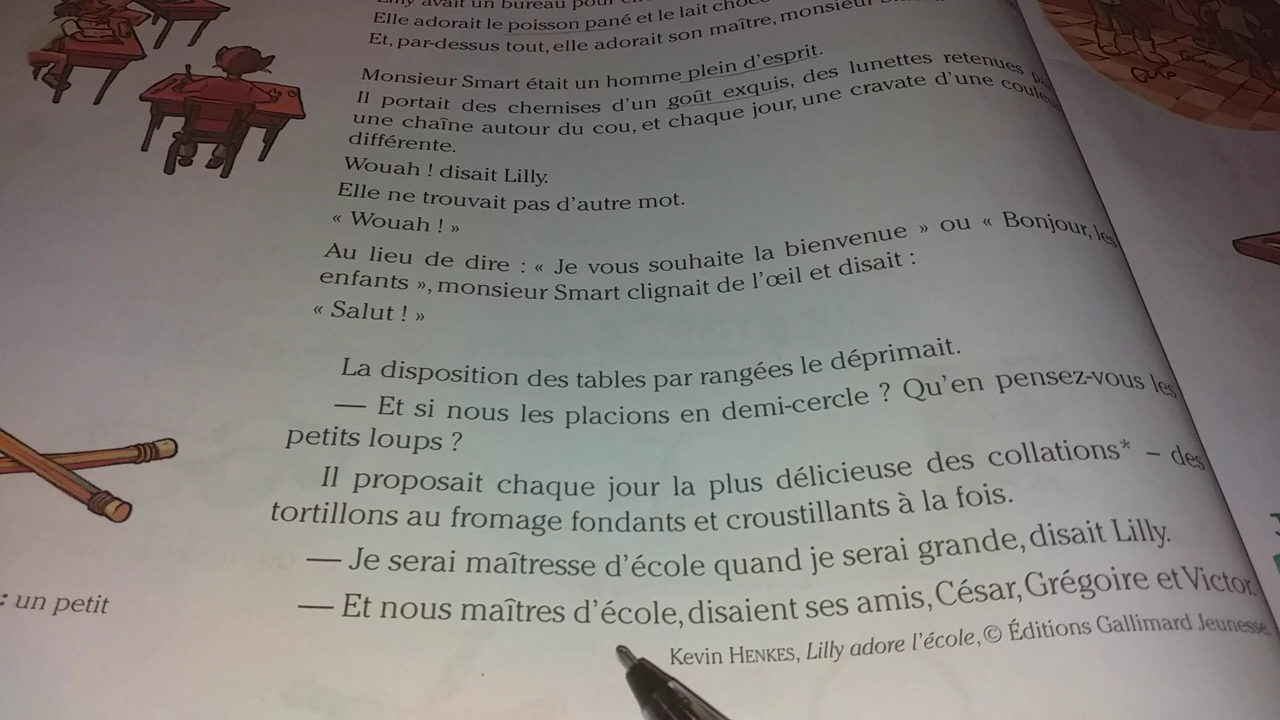 Lilly avait un bureau pour
Elle adorait le poisson pané et le lait
Et, par-dessus tout, elle adorait son maître, monsieur
Monsieur Smart était un homme plein d'esprit.
Il portait des chemises d'un goût exquis, des lunettes retenues
une chaîne autour du cou, et chaque jour, une cravate d'une couleur
différente.
Wouah ! disait Lilly.
Elle ne trouvait pas d'autre mot.
« Wouah ! »
Au lieu de dire : « Je vous souhaite la bienvenue » ou « Bonjour, les
enfants », monsieur Smart clignait de l'œil et disait :
« Salut ! »
La disposition des tables par rangées le déprimait.
— Et si nous les placions en demi-cercle ? Qu'en pensez-vous les
petits loups ?
Il proposait chaque jour la plus délicieuse des collations* – des
tortillons au fromage fondants et croustillants à la fois.
— Je serai maîtresse d'école quand je serai grande, disait Lilly.
— Et nous maîtres d'école, disaient ses amis, César, Grégoire et Victor.
: un petit
Kevin HENKES, Lilly adore l'école, © Éditions Gallimard Jeunesse